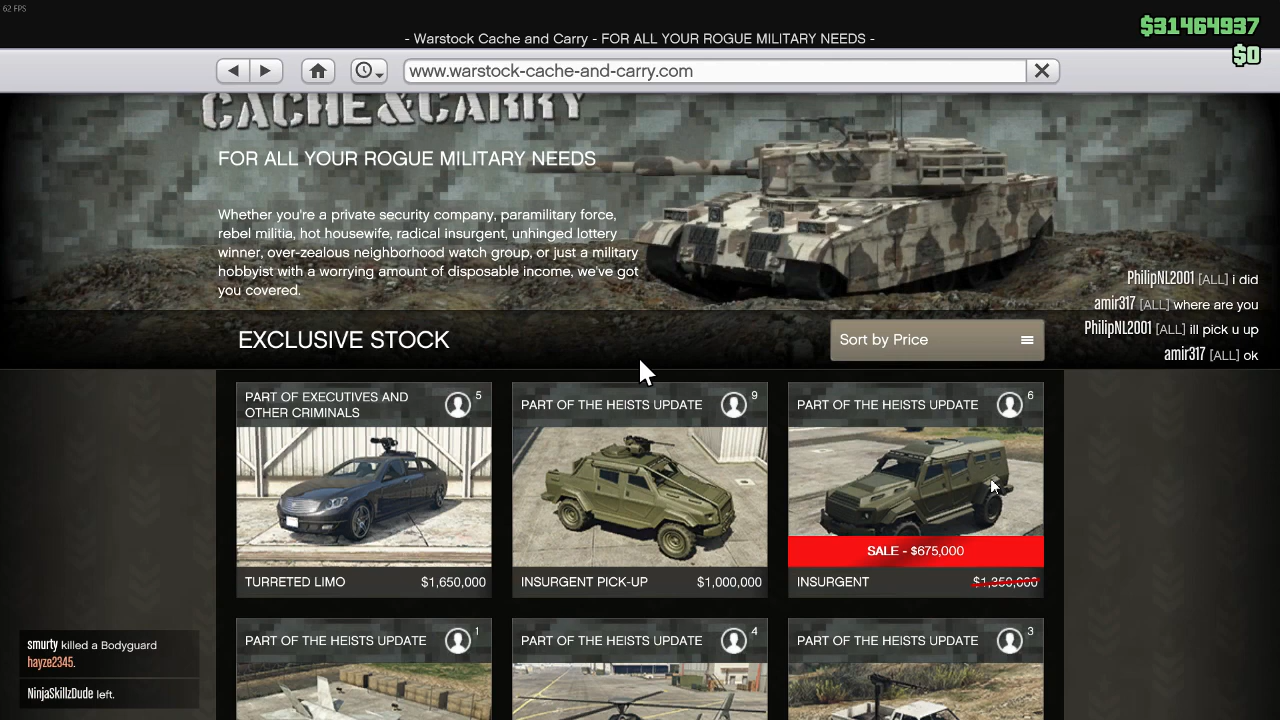 62 FPS
$31464937
- Warstock Cache and Carry - FOR ALL YOUR ROGUE MILITARY NEEDS -
$0
www.warstock-cache-and-carry.com
CACHE&CARRY
FOR ALL YOUR ROGUE MILITARY NEEDS
Whether you're a private security company, paramilitary force,
rebel militia, hot housewife, radical insurgent, unhinged lottery
winner, over-zealous neighborhood watch group, or just a military
hobbyist with a worrying amount of disposable income, we've got
you covered.
PhilipNL2001 [ALL] i did
amir317 [ALL] where are you
PhilipNL2001 [ALL] ill pick u up
amir317 [ALL] ok
EXCLUSIVE STOCK
Sort by Price
PART OF EXECUTIVES AND
OTHER CRIMINALS
5
PART OF THE HEISTS UPDATE
9
PART OF THE HEISTS UPDATE
6
SALE - $675,000
TURRETED LIMO $1,650,000
INSURGENT PICK-UP $1,000,000
INSURGENT $1,350,000
PART OF THE HEISTS UPDATE
1
PART OF THE HEISTS UPDATE
4
PART OF THE HEISTS UPDATE
3
smurty killed a Bodyguard
hayze2345.
NinjaSkillzDude left.